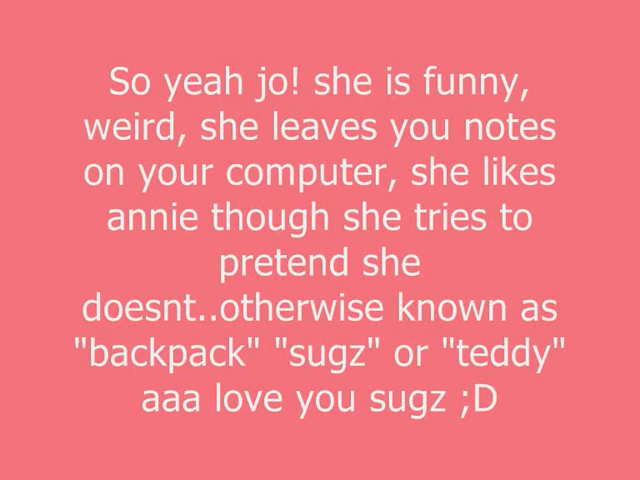 So yeah jo! she is funny,
weird, she leaves you notes
on your computer, she likes
annie though she tries to
pretend she
doesnt..otherwise known as
"backpack" "sugz" or "teddy"
aaa love you sugz ;D